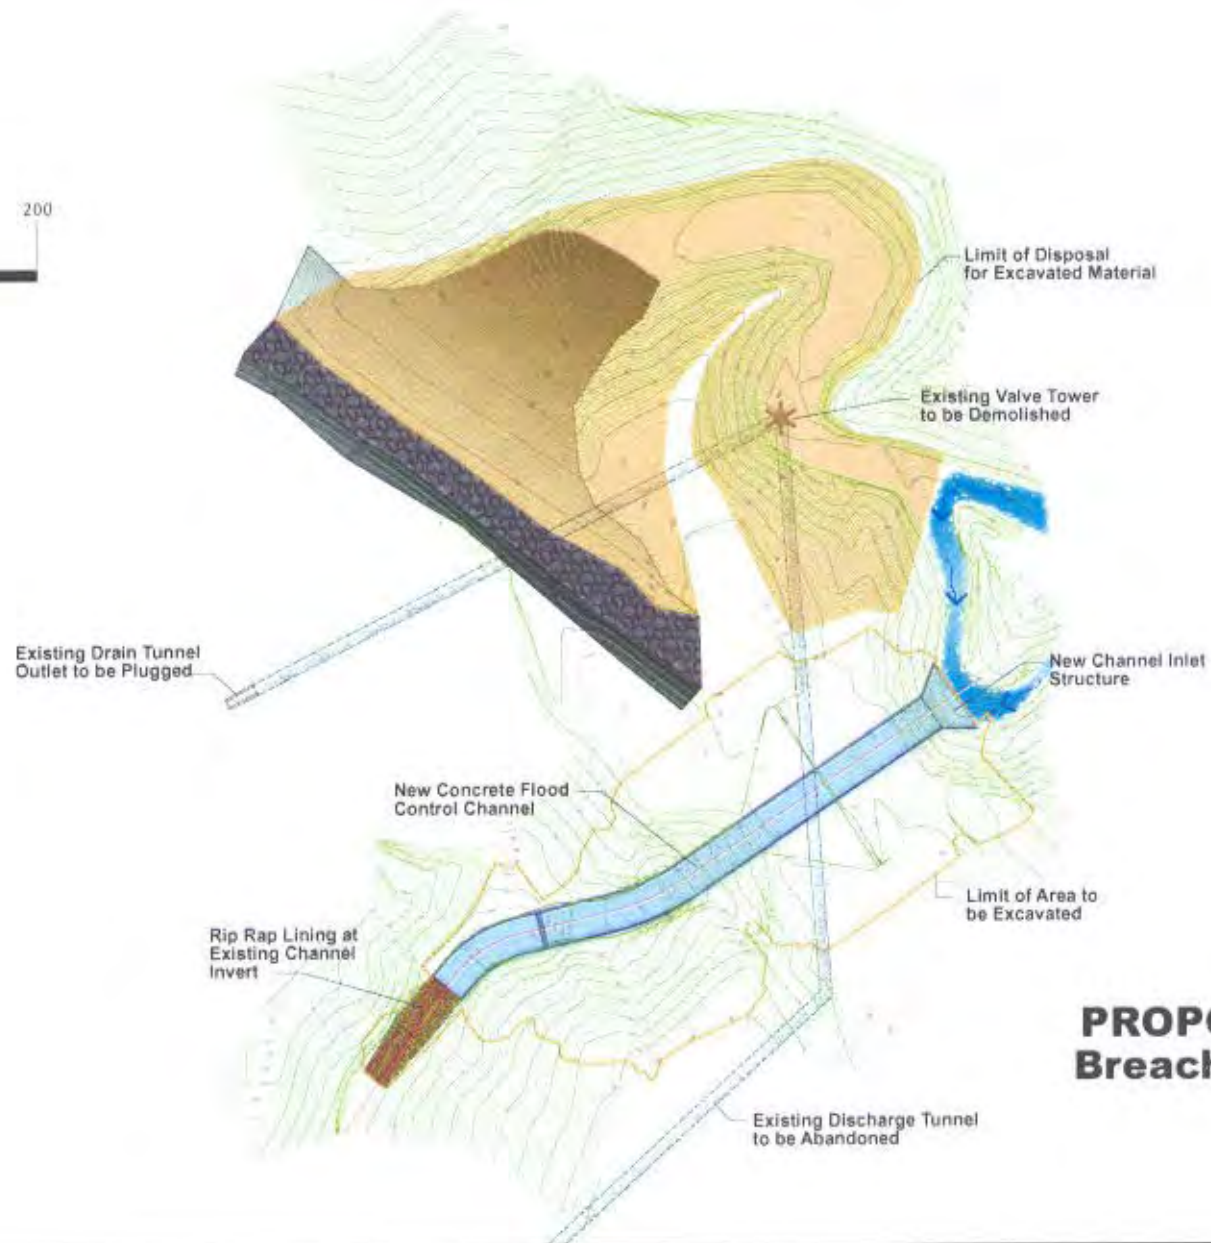 200
Limit of Disposal
for Excavated Material
Existing Valve Tower
to be Demolished
Existing Drain Tunnel
Outlet to be Plugged
New Channel Inlet
Structure
New Concrete Flood
Control Channel
Limit of Area to
be Excavated
Rip Rap Lining at
Existing Channel
Invert
PROPO
Breach
Existing Discharge Tunnel
to be Abandoned